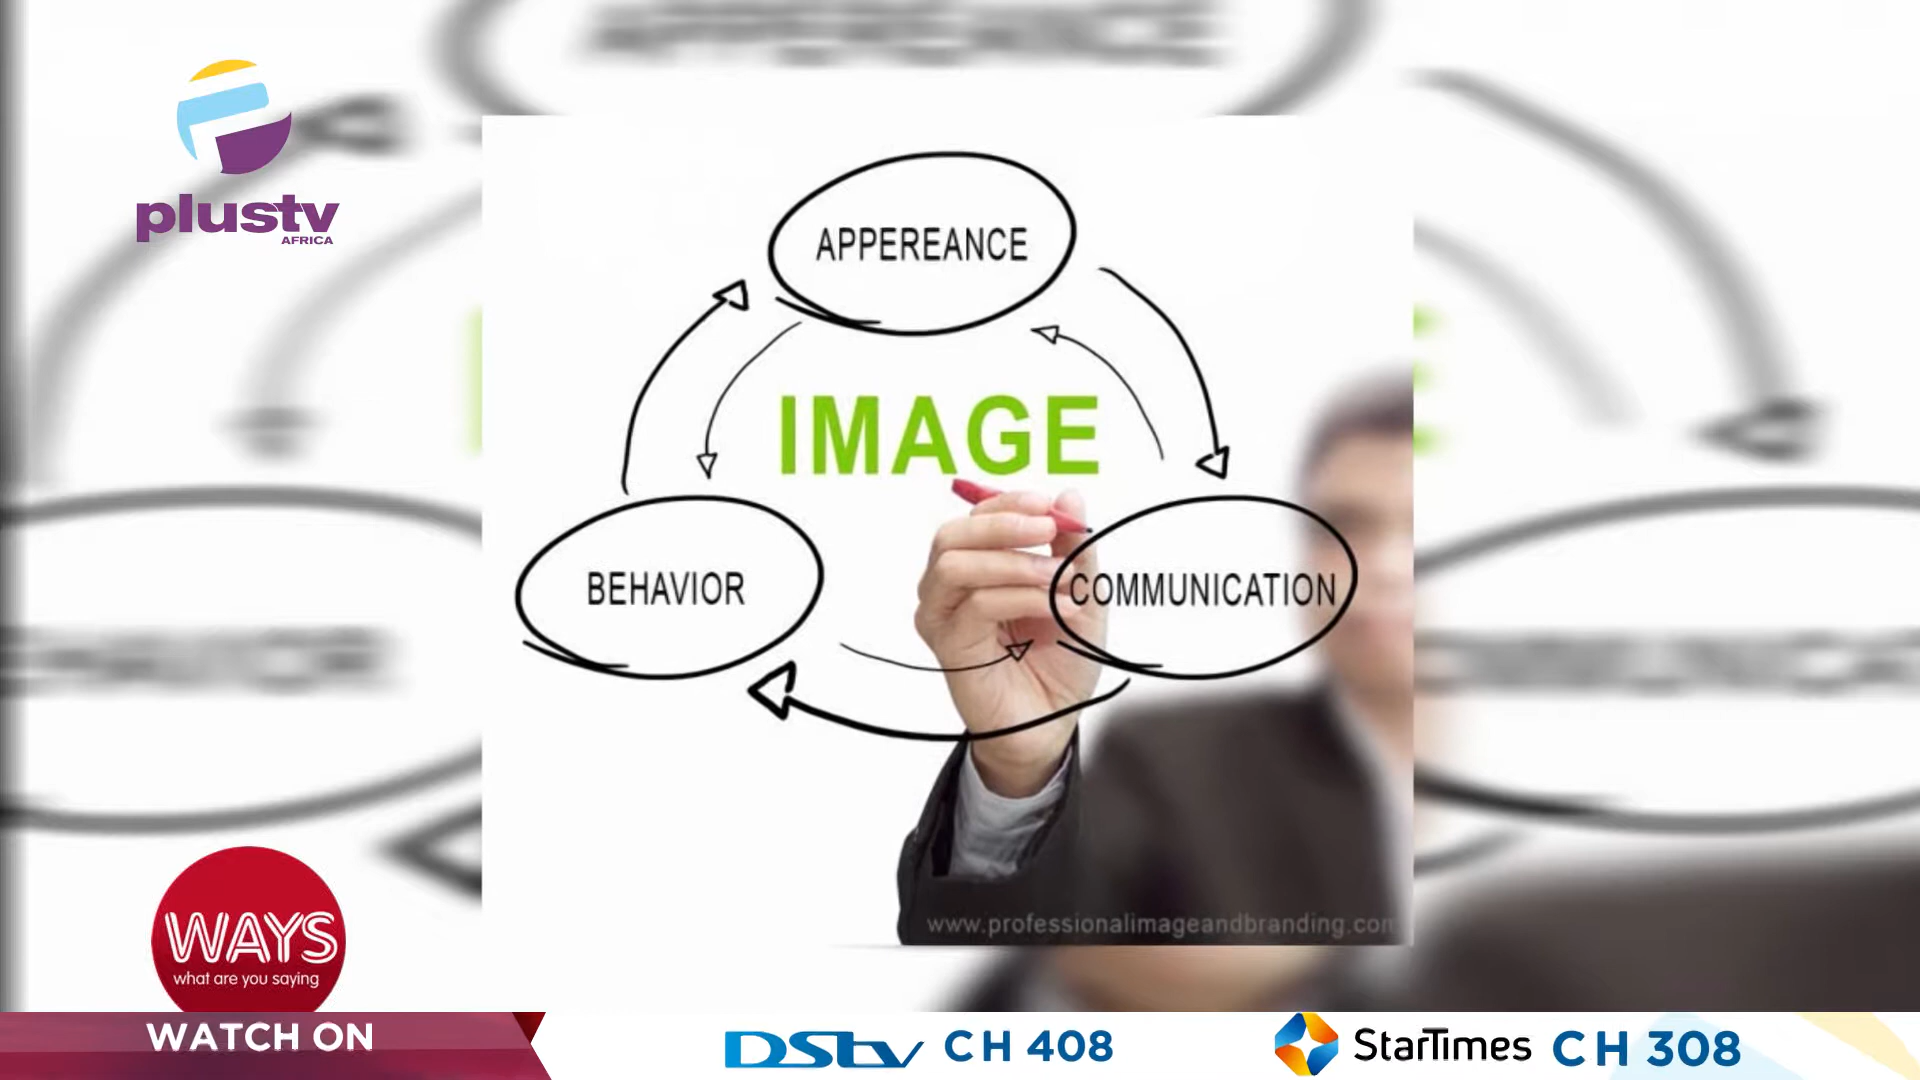 plustv
AFRICA
APPEREANCE
IMAGE
BEHAVIOR
COMMUNICATION
www.professionalimageandbranding.com
WAYS
what are you saying
WATCH ON
DStv CH 408
StarTimes CH 308